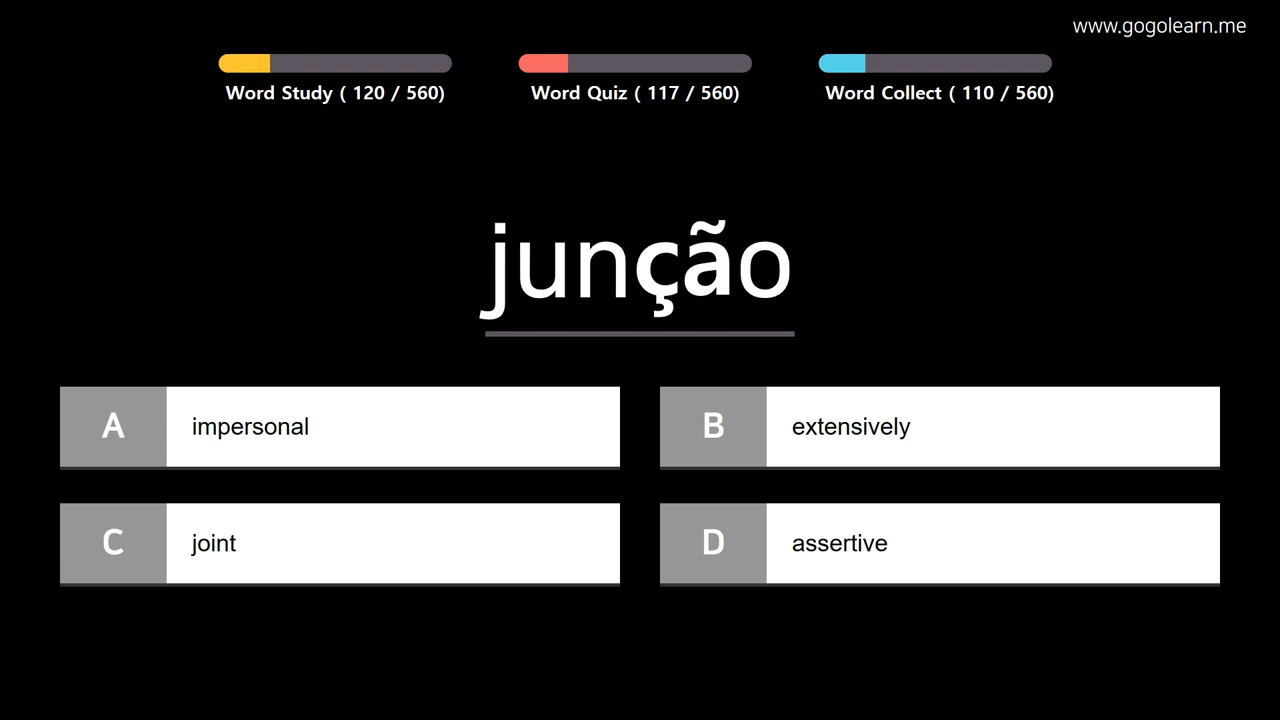 www.gogolearn.me
Word Study ( 120 / 560)
Word Quiz ( 117 / 560)
Word Collect ( 110 / 560)
junção
A impersonal
B extensively
C joint
D assertive